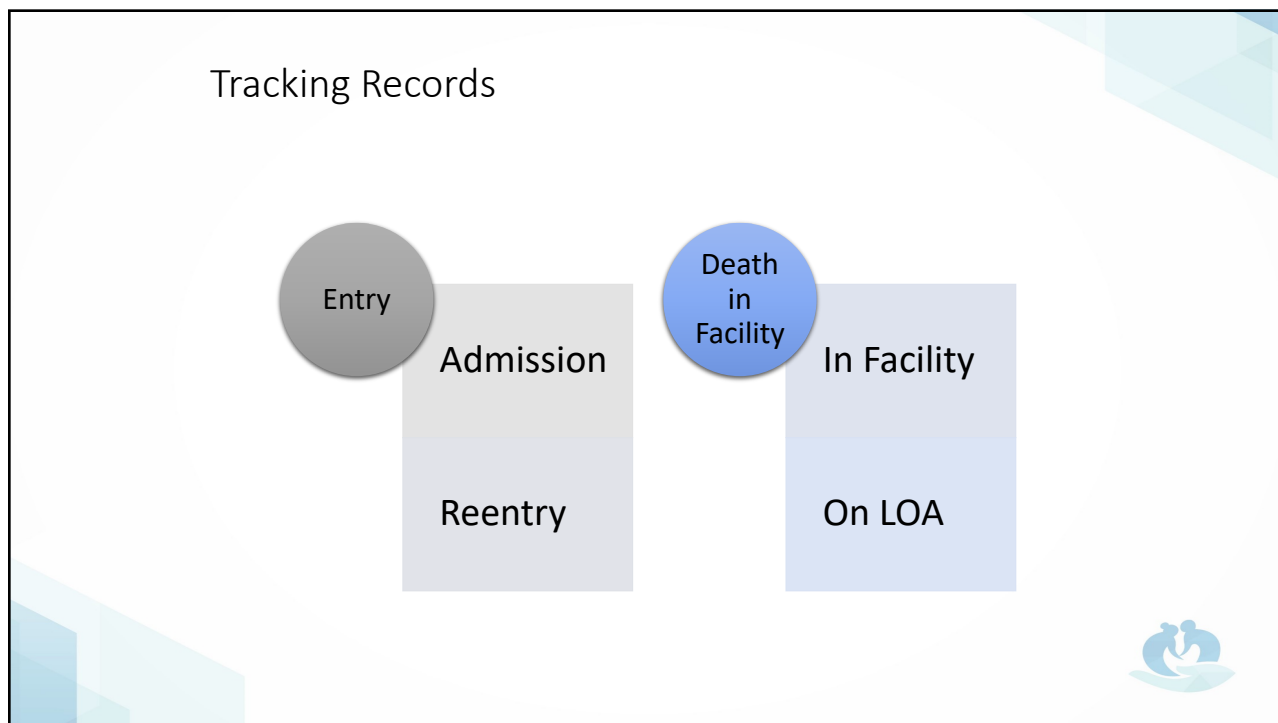 Tracking Records
Entry
Admission
Reentry
Death
in
Facility
In Facility
On LOA